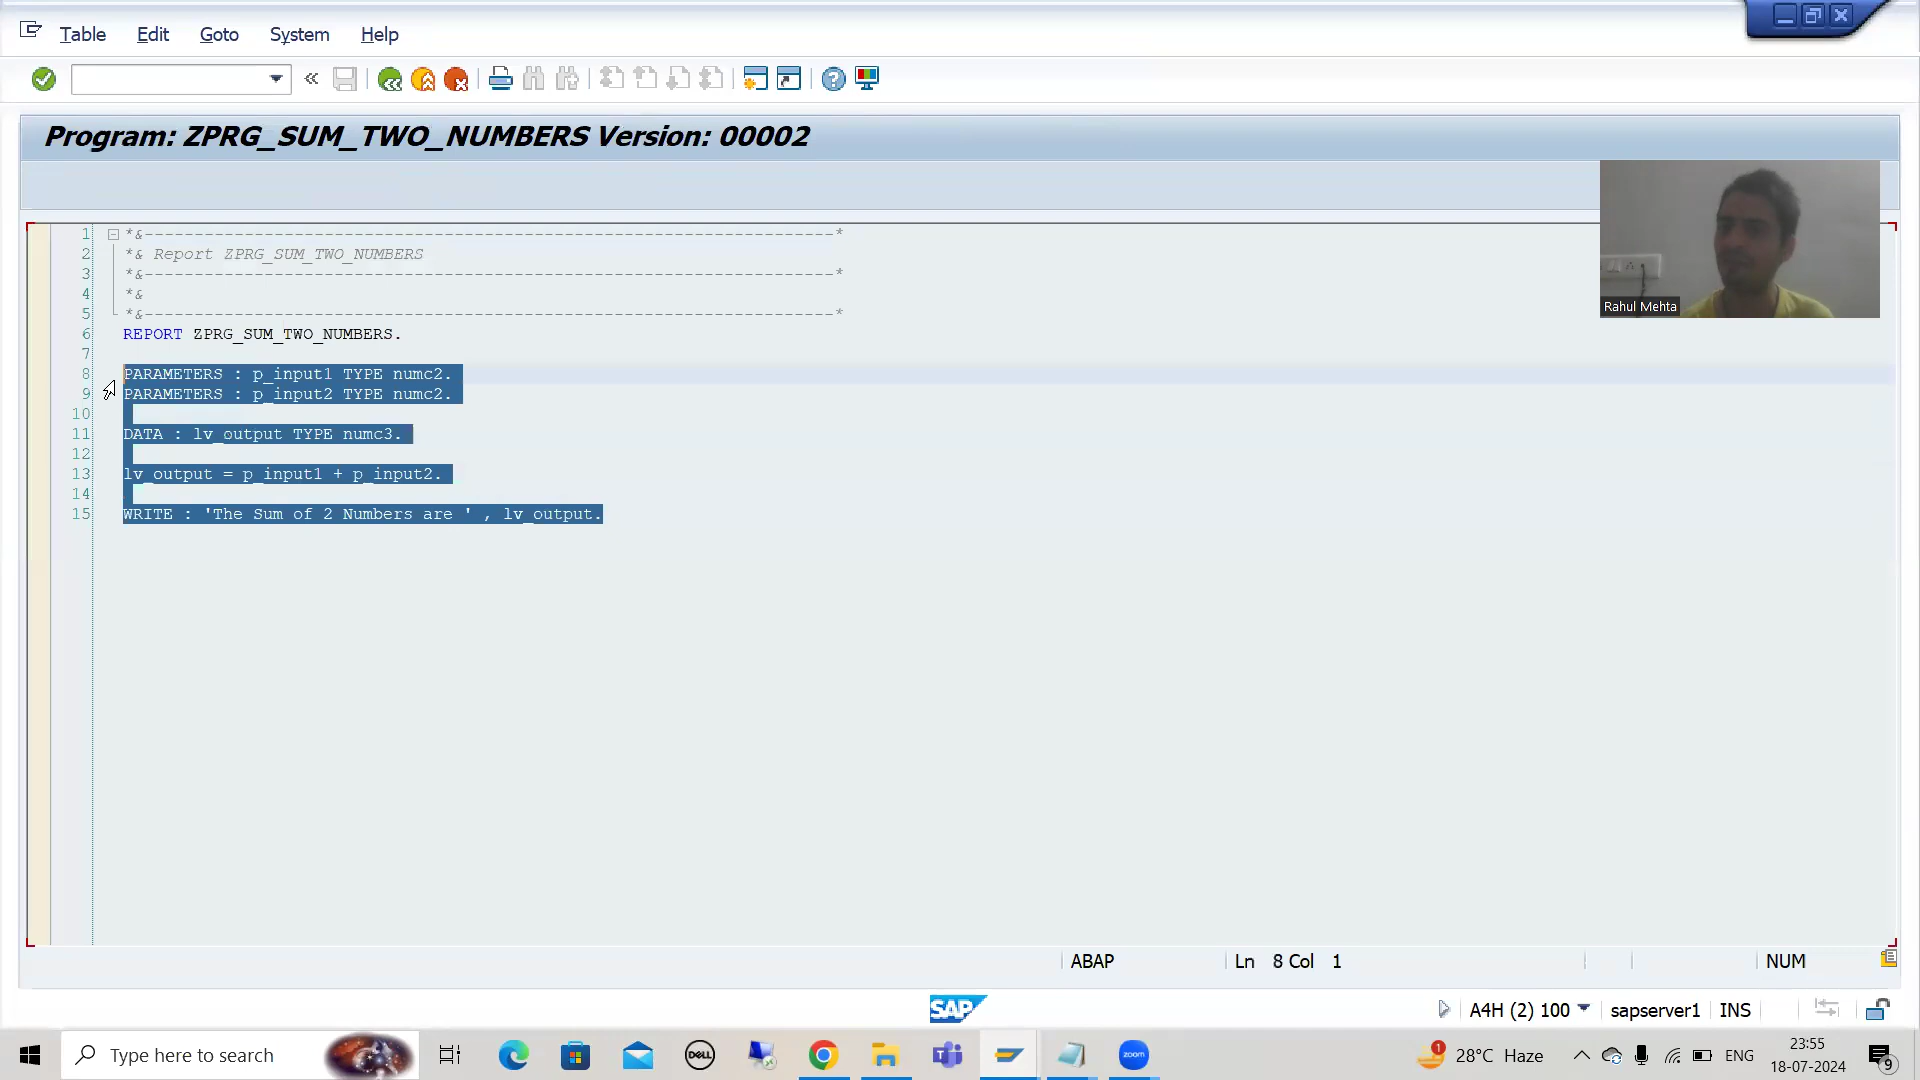 Table Edit Goto System Help
Program: ZPRG_SUM_TWO_NUMBERS Version: 00002
Rahul Mehta
1 *&---------------------------------------------------------------------*
2 *& Report ZPRG_SUM_TWO_NUMBERS
3 *&---------------------------------------------------------------------*
4 *&
5 *&---------------------------------------------------------------------*
6 REPORT ZPRG_SUM_TWO_NUMBERS.
7
8 PARAMETERS : p_input1 TYPE numc2.
9 PARAMETERS : p_input2 TYPE numc2.
10
11 DATA : lv_output TYPE numc3.
12
13 lv_output = p_input1 + p_input2.
14
15 WRITE : 'The Sum of 2 Numbers are ' , lv_output.
ABAP Ln 8 Col 1 NUM
SAP A4H (2) 100 sapserver1 INS
Type here to search DELL zoom 1 28°C Haze ENG 23:55
18-07-2024 9